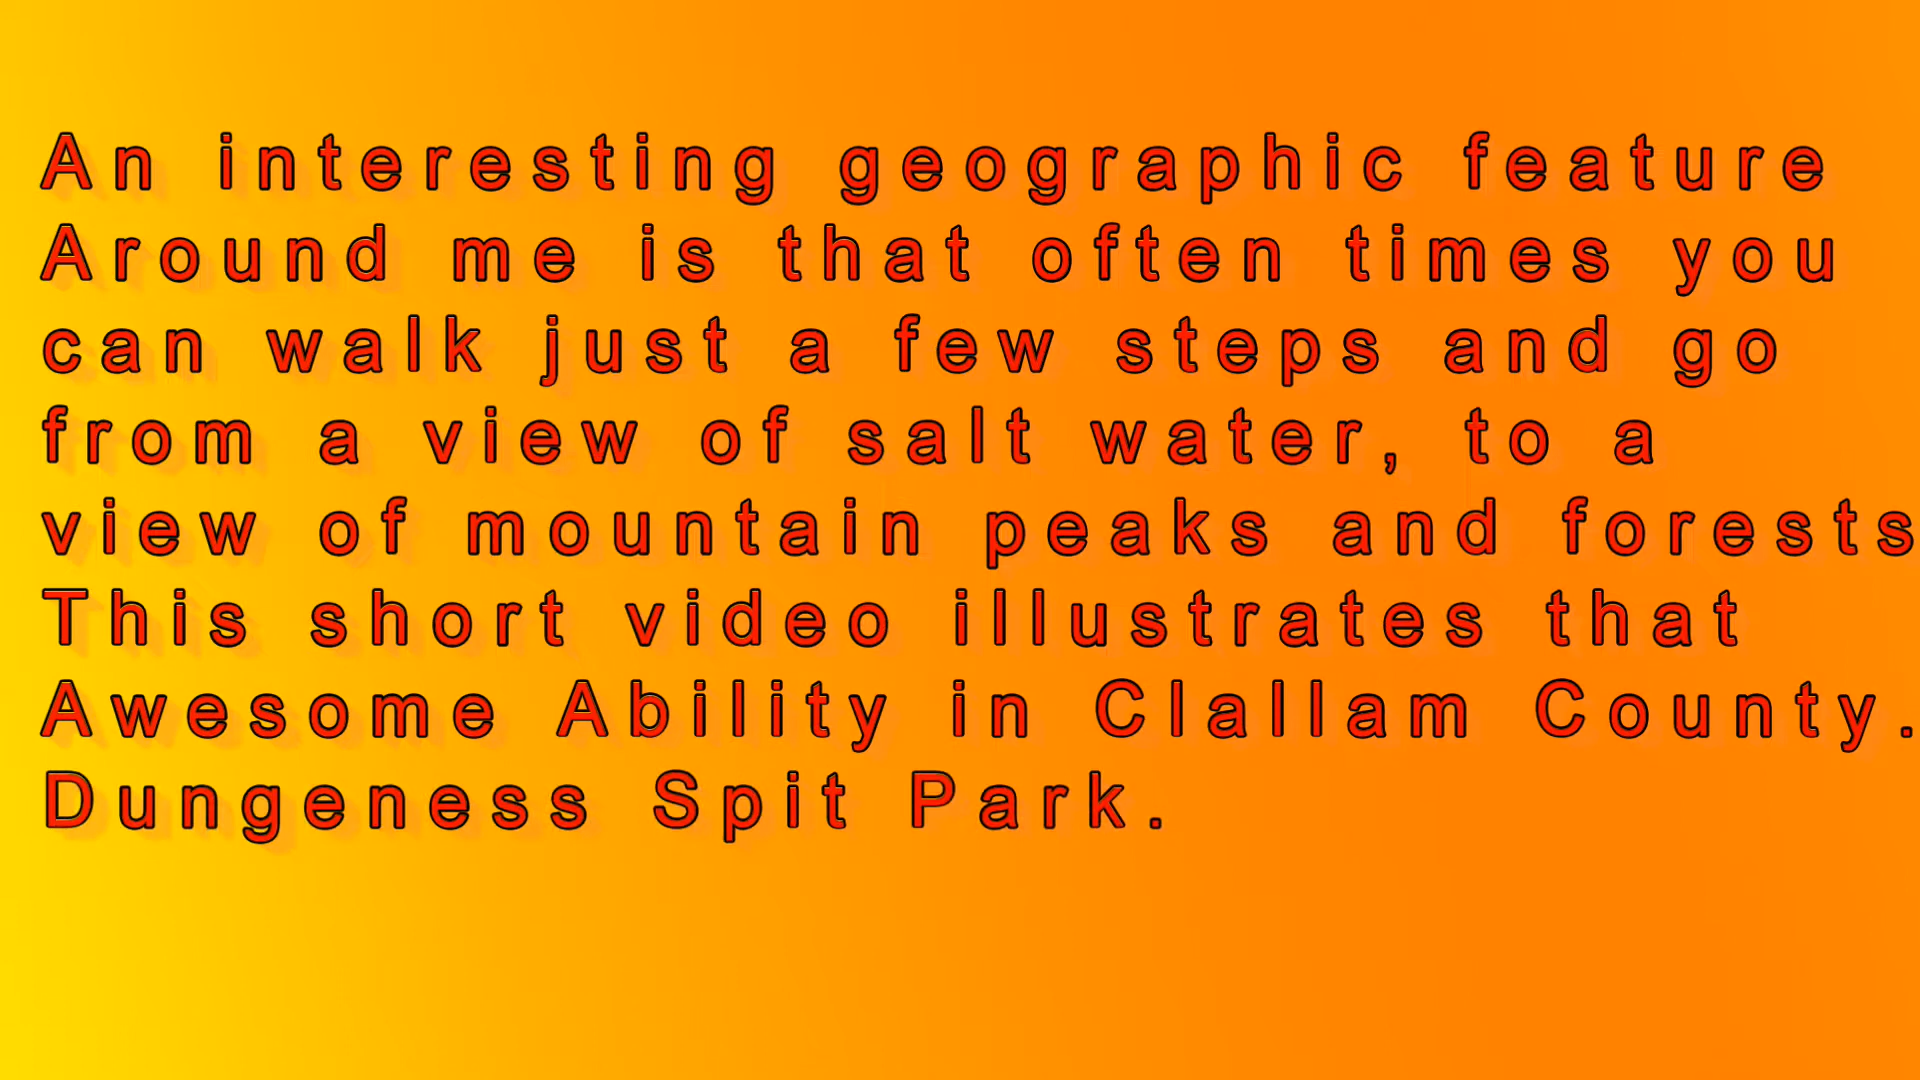 An interesting geographic feature
Around me is that often times you
can walk just a few steps and go
from a view of salt water, to a
view of mountain peaks and forests
This short video illustrates that
Awesome Ability in Clallam County.
Dungeness Spit Park.